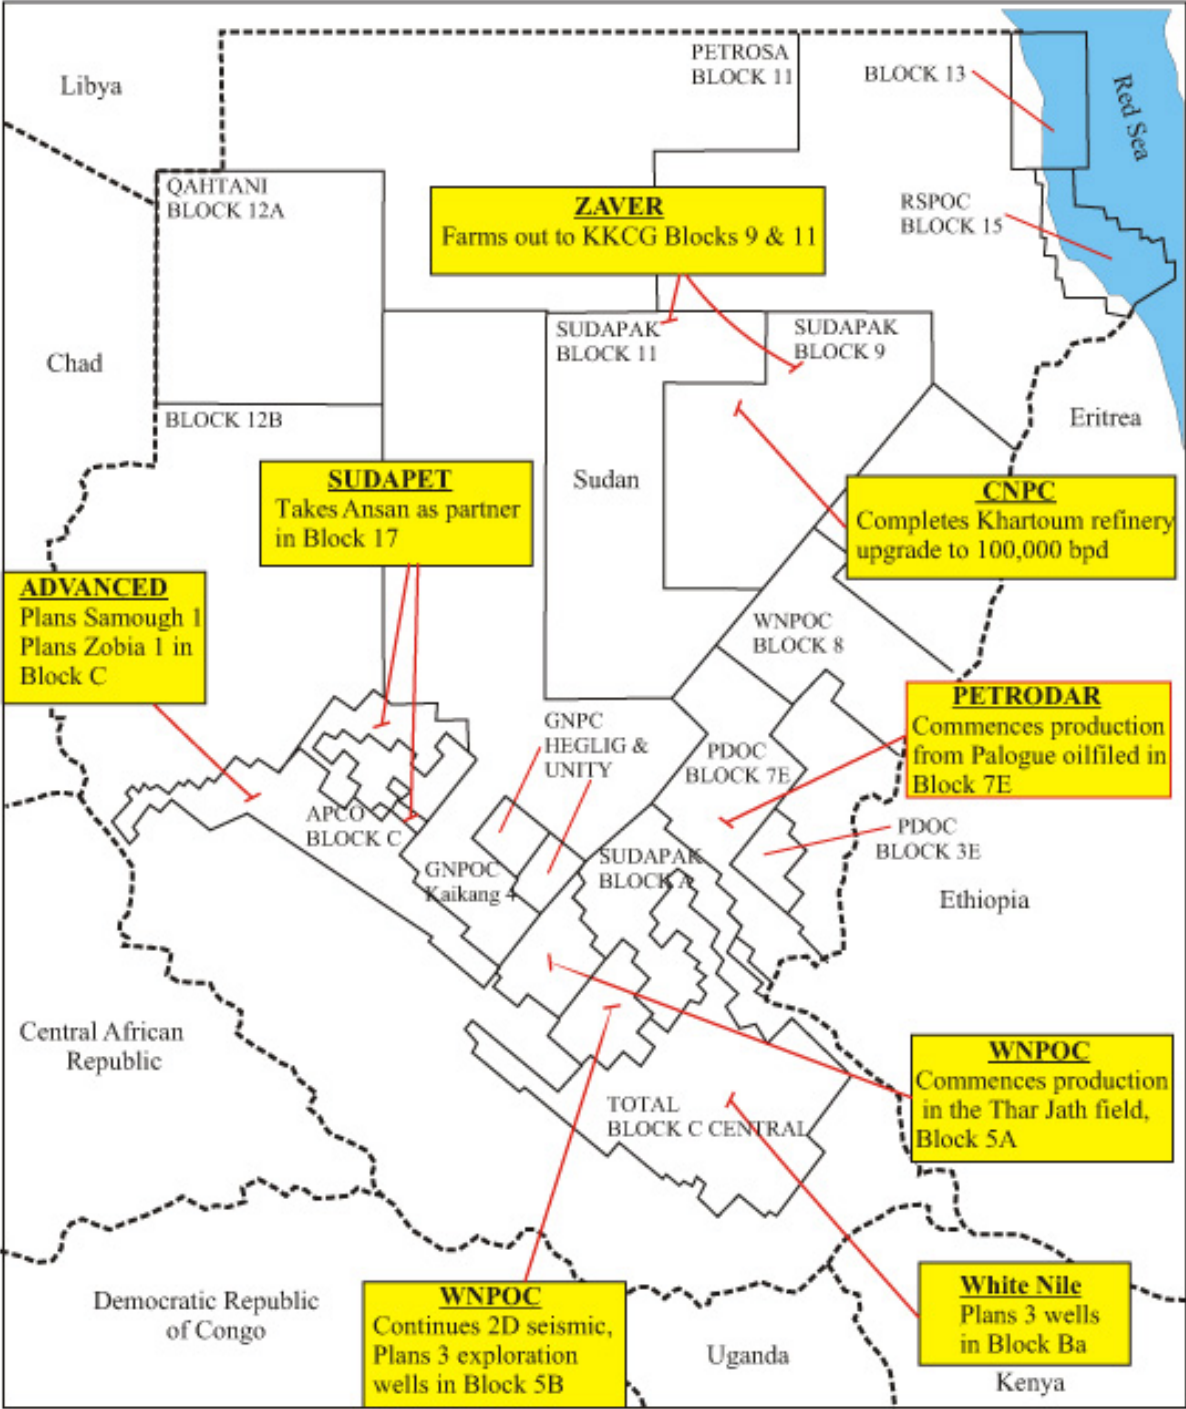 PETROSA
BLOCK 11
BLOCK 13
Libya
Red Sea
QAHTANI
BLOCK 12A
ZAVER
Farms out to KKCG Blocks 9 & 11
RSPOC
BLOCK 15
SUDAPAK
BLOCK 11
SUDAPAK
BLOCK 9
Chad
BLOCK 12B
Eritrea
SUDAPET
Takes Ansan as partner
in Block 17
Sudan
CNPC
Completes Khartoum refinery
upgrade to 100,000 bpd
ADVANCED
Plans Samough 1
Plans Zobia 1 in
Block C
WNPOC
BLOCK 8
PETRODAR
Commences production
from Palogue oilfiled in
Block 7E
GNPC
HEGLIG &
UNITY
PDOC
BLOCK 7E
APCO
BLOCK C
PDOC
BLOCK 3E
GNPOC
Kaikang 4
SUDAPAK
BLOCK A
Ethiopia
Central African
Republic
WNPOC
Commences production
in the Thar Jath field,
Block 5A
TOTAL
BLOCK C CENTRAL
Democratic Republic
of Congo
WNPOC
Continues 2D seismic,
Plans 3 exploration
wells in Block 5B
Uganda
White Nile
Plans 3 wells
in Block Ba
Kenya